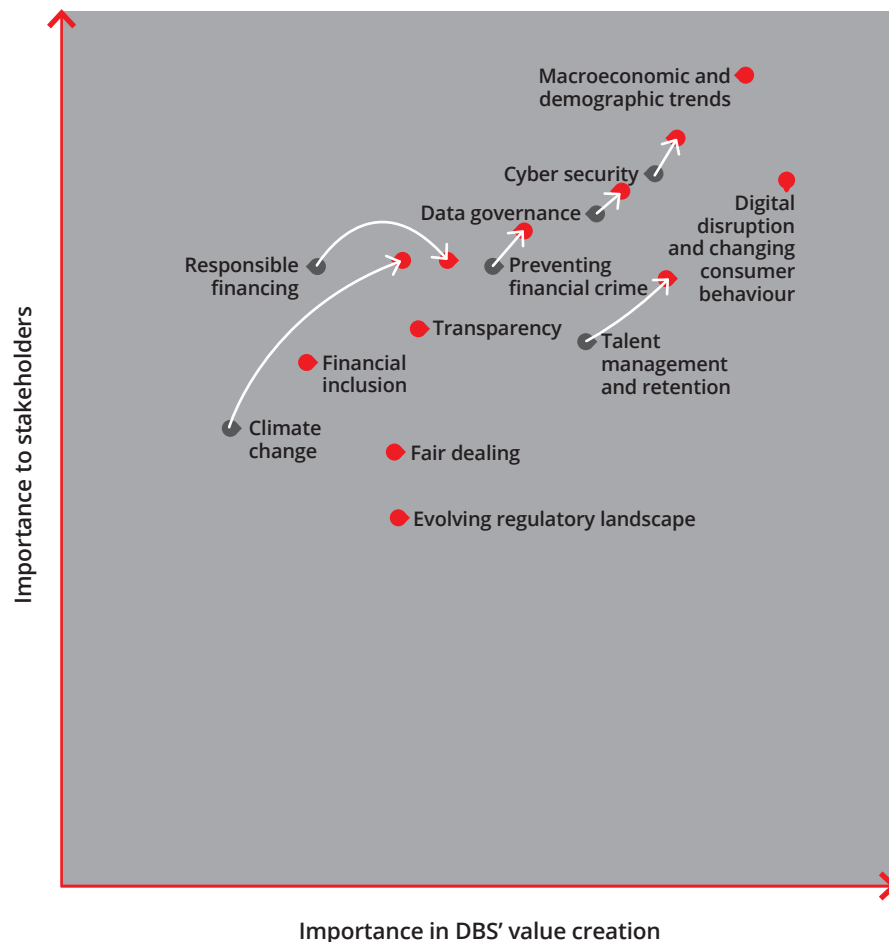 Macroeconomic and
demographic trends
Cyber security
Digital
disruption
and changing
consumer
behaviour
Data governance
Responsible
financing
Preventing
financial crime
Transparency
Talent
management
and retention
Financial
inclusion
Climate
change
Fair dealing
Evolving regulatory landscape
Importance to stakeholders
Importance in DBS’ value creation